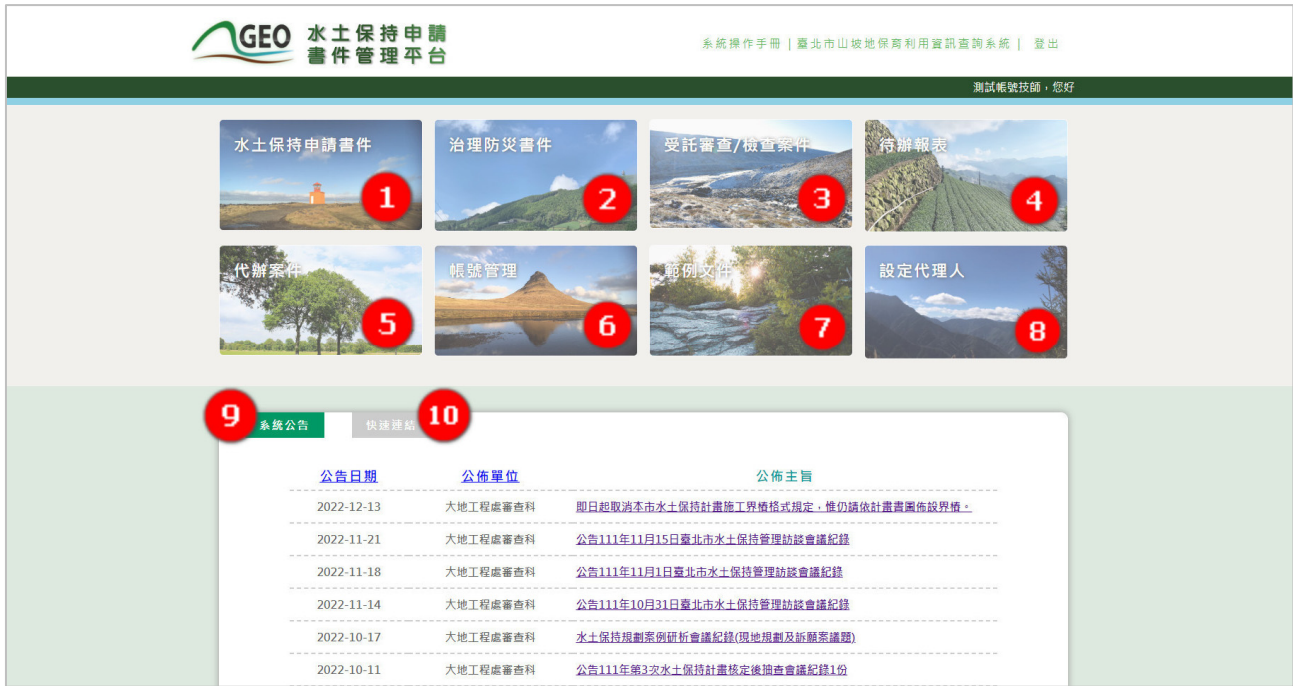 GEO 水土保持申請
書件管理平台
系統操作手冊 | 臺北市山坡地保育利用資訊查詢系統 | 登出
測試帳號技師,您好
水土保持申請書件 1
治理防災書件 2
受託審查/檢查案件 3
待辦報表 4
代辦案件 5
帳號管理 6
範例文件 7
設定代理人 8
9 系統公告
快速連結 10
公告日期 公佈單位 公佈主旨
2022-12-13 大地工程處審查科 即日起取消本市水土保持計畫施工界樁格式規定,惟仍請依計畫書圖佈設界樁。
2022-11-21 大地工程處審查科 公告111年11月15日臺北市水土保持管理訪談會議紀錄
2022-11-18 大地工程處審查科 公告111年11月1日臺北市水土保持管理訪談會議紀錄
2022-11-14 大地工程處審查科 公告111年10月31日臺北市水土保持管理訪談會議紀錄
2022-10-17 大地工程處審查科 水土保持規劃案例研析會議紀錄(現地規劃及訴願案議題)
2022-10-11 大地工程處審查科 公告111年第3次水土保持計畫核定後抽查會議紀錄1份